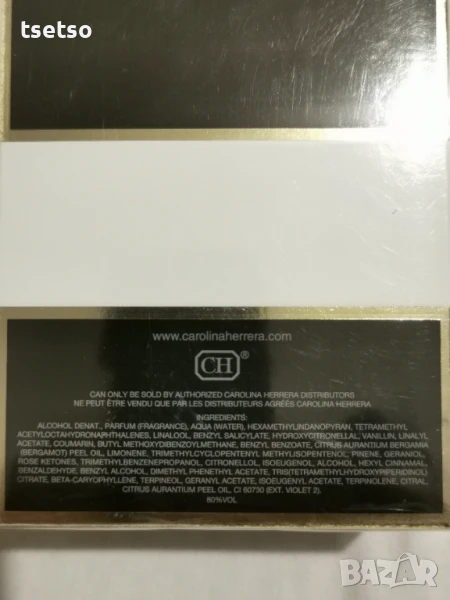 tsetso
www.carolinaherrera.com
CH®
CAN ONLY BE SOLD BY AUTHORIZED CAROLINA HERRERA DISTRIBUTORS
NE PEUT ÊTRE VENDU QUE PAR LES DISTRIBUTEURS AGRÉÉS CAROLINA HERRERA
INGREDIENTS:
ALCOHOL DENAT., PARFUM (FRAGRANCE), AQUA (WATER), HEXAMETHYLINDANOPYRAN, TETRAMETHYL
ACETYLOCTAHYDRONAPHTHALENES, LINALOOL, BENZYL SALICYLATE, HYDROXYCITRONELLAL, VANILLIN, LINALYL
ACETATE, COUMARIN, BUTYL METHOXYDIBENZOYLMETHANE, BENZYL BENZOATE, CITRUS AURANTIUM BERGAMIA
(BERGAMOT) PEEL OIL, LIMONENE, TRIMETHYLCYCLOPENTENYL METHYLISOPENTENOL, PINENE, GERANIOL,
ROSE KETONES, TRIMETHYLBENZENEPROPANOL, CITRONELLOL, ISOEUGENOL, ALCOHOL, HEXYL CINNAMAL,
BENZALDEHYDE, BENZYL ALCOHOL, DIMETHYL PHENETHYL ACETATE, TRIS(TETRAMETHYLHYDROXYPIPERIDINOL)
CITRATE, BETA-CARYOPHYLLENE, TERPINEOL, GERANYL ACETATE, ISOEUGENYL ACETATE, TERPINOLENE, CITRAL,
CITRUS AURANTIUM PEEL OIL, CI 60730 (EXT. VIOLET 2).
80%VOL
BAZAR